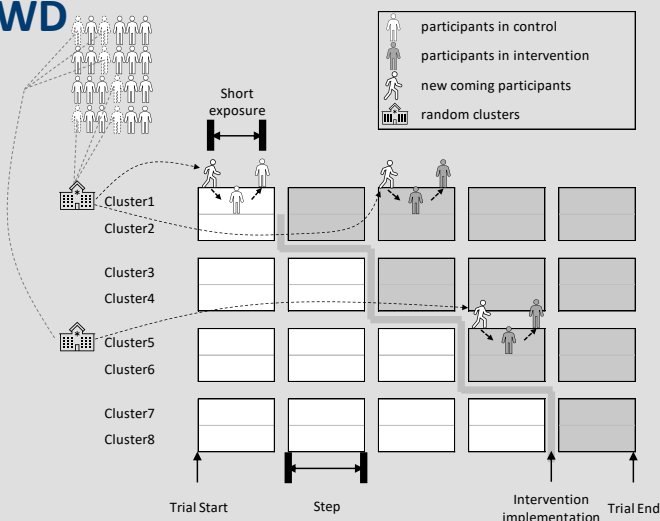 WD
participants in control
participants in intervention
new coming participants
random clusters
Short
exposure
Cluster1
Cluster2
Cluster3
Cluster4
Cluster5
Cluster6
Cluster7
Cluster8
Trial Start
Step
Intervention
implementation
Trial End